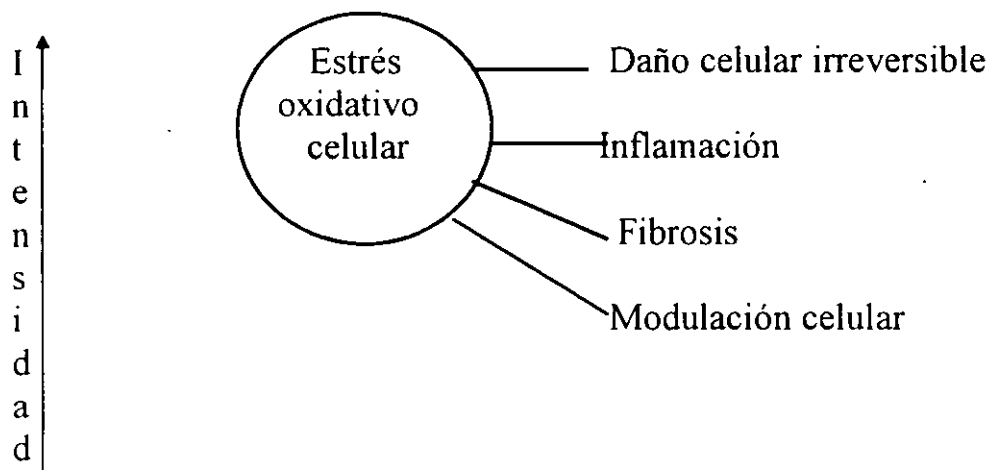 Intensidad
Estrés
oxidativo
celular
Daño celular irreversible
Inflamación
Fibrosis
Modulación celular